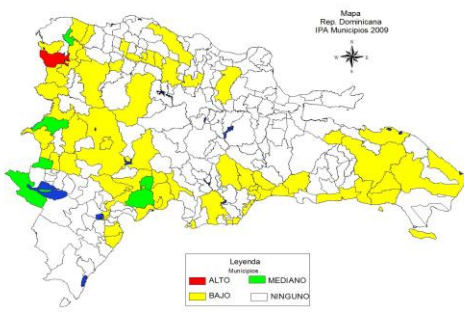 Mapa
Rep. Dominicana
IPA Municipios 2009
N
W E
S
Leyenda
Municipios
ALTO MEDIANO
BAJO NINGUNO